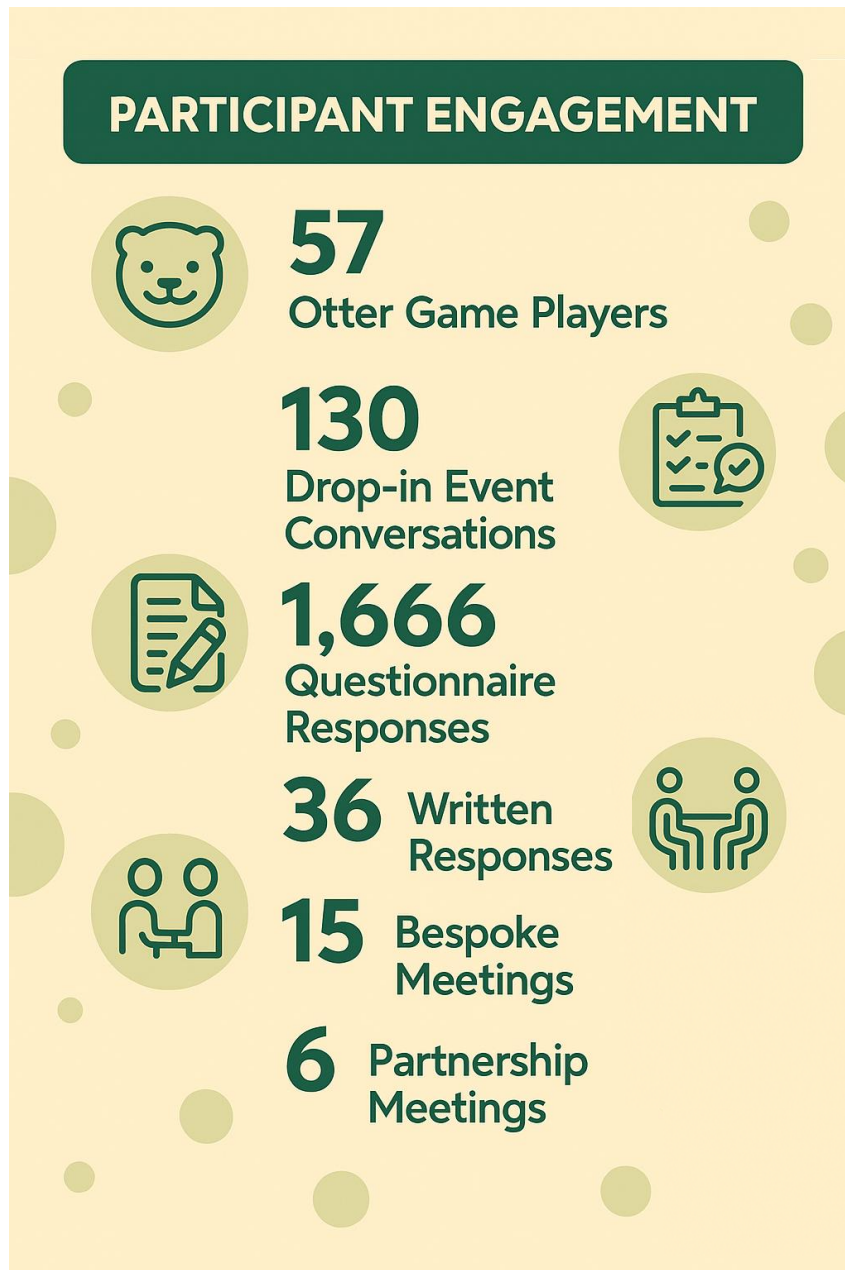 PARTICIPANT ENGAGEMENT
57
Otter Game Players
130
Drop-in Event
Conversations
1,666
Questionnaire
Responses
36 Written
Responses
15 Bespoke
Meetings
6 Partnership
Meetings